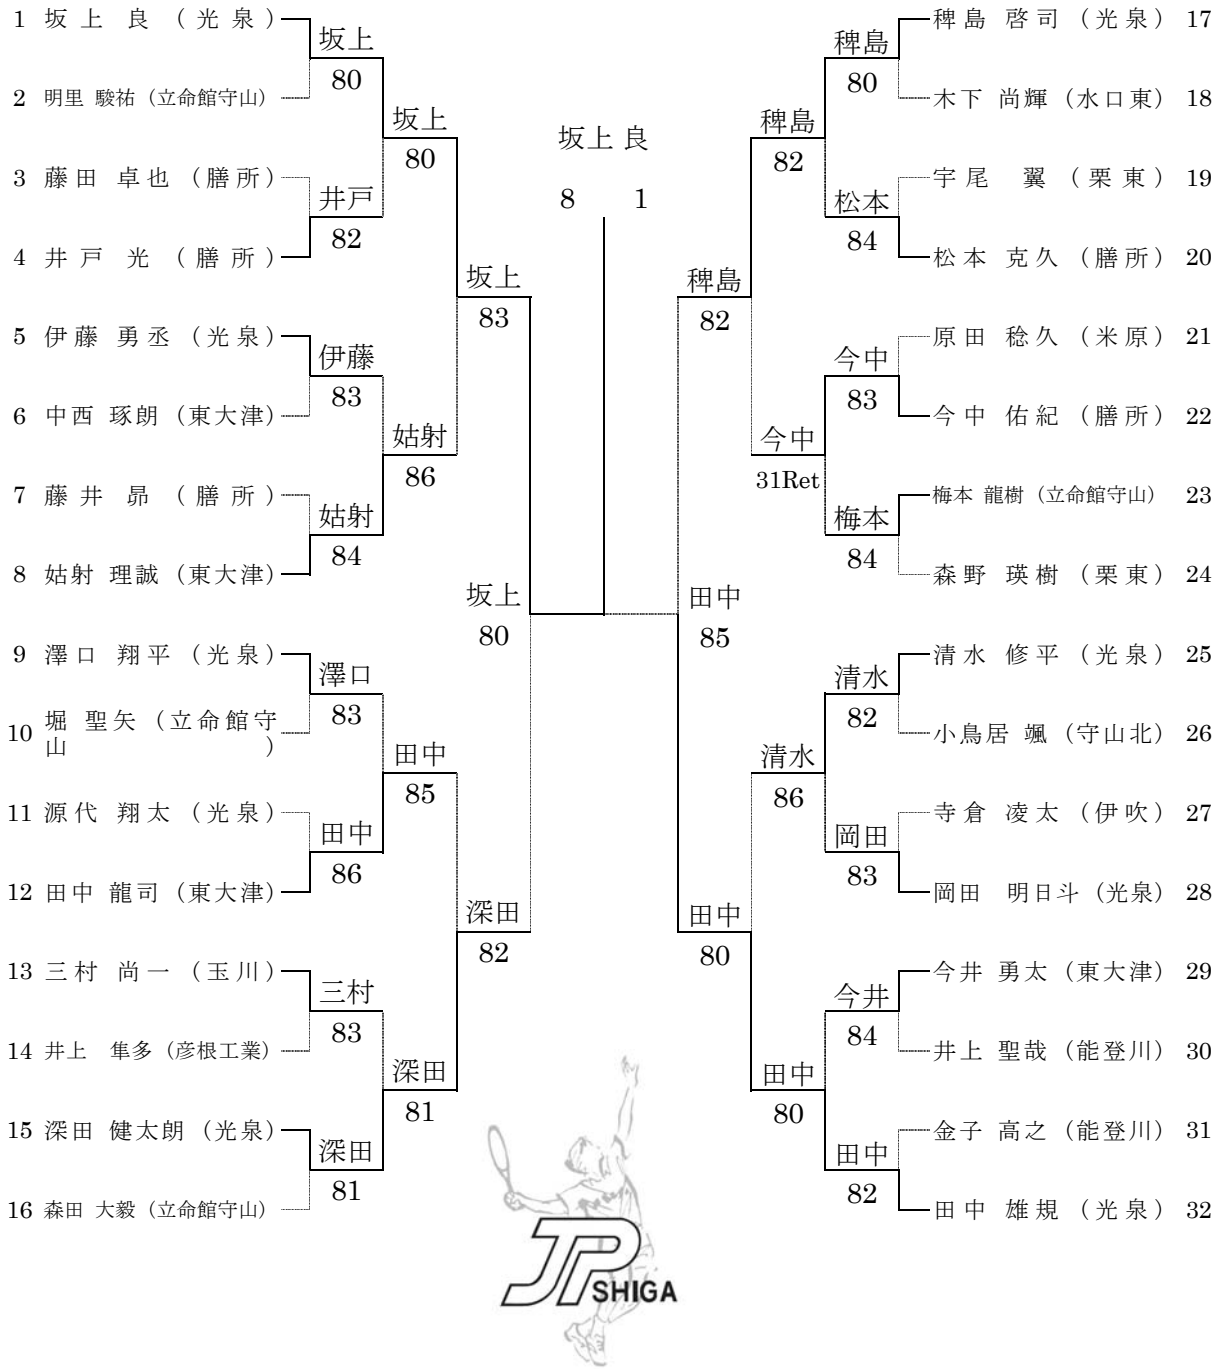 1 坂上 良 (光泉)
2 明里 駿祐 (立命館守山)
3 藤田 卓也 (膳所)
4 井戸 光 (膳所)
5 伊藤 勇丞 (光泉)
6 中西 琢朗 (東大津)
7 藤井 昴 (膳所)
8 姑射 理誠 (東大津)
9 澤口 翔平 (光泉)
10 堀 聖矢 (立命館守
山)
11 源代 翔太 (光泉)
12 田中 龍司 (東大津)
13 三村 尚一 (玉川)
14 井上 隼多 (彦根工業)
15 深田 健太朗 (光泉)
16 森田 大毅 (立命館守山)
坂上
80
井戸
82
伊藤
83
姑射
84
澤口
83
田中
86
三村
83
深田
81
坂上
80
姑射
86
田中
85
深田
81
坂上
83
深田
82
坂上
80
坂上 良
8 1
田中
85
稗島
82
田中
80
稗島
82
今中
31Ret
清水
86
田中
80
稗島
80
松本
84
今中
83
梅本
84
清水
82
岡田
83
今井
84
田中
82
稗島 啓司 (光泉) 17
木下 尚輝 (水口東) 18
宇尾 翼 (栗東) 19
松本 克久 (膳所) 20
原田 稔久 (米原) 21
今中 佑紀 (膳所) 22
梅本 龍樹 (立命館守山) 23
森野 瑛樹 (栗東) 24
清水 修平 (光泉) 25
小鳥居 颯 (守山北) 26
寺倉 凌太 (伊吹) 27
岡田 明日斗 (光泉) 28
今井 勇太 (東大津) 29
井上 聖哉 (能登川) 30
金子 高之 (能登川) 31
田中 雄規 (光泉) 32
JP
SHIGA